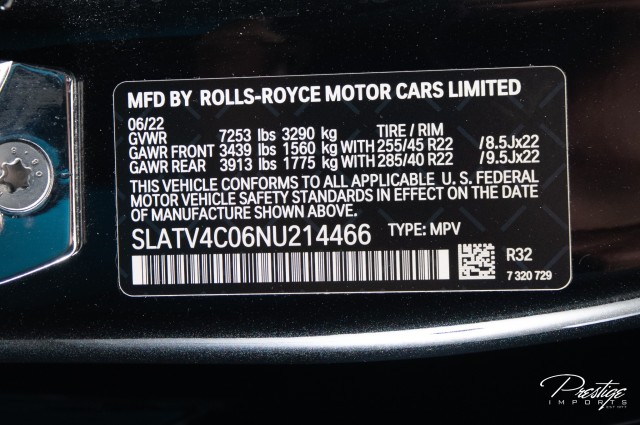 MFD BY ROLLS-ROYCE MOTOR CARS LIMITED
06/22
GVWR 7253 lbs 3290 kg TIRE / RIM
GAWR FRONT 3439 lbs 1560 kg WITH 255/45 R22 /8.5Jx22
GAWR REAR 3913 lbs 1775 kg WITH 285/40 R22 /9.5Jx22
THIS VEHICLE CONFORMS TO ALL APPLICABLE U. S. FEDERAL
MOTOR VEHICLE SAFETY STANDARDS IN EFFECT ON THE DATE
OF MANUFACTURE SHOWN ABOVE.
SLATV4C06NU214466 TYPE: MPV
R32
7 320 729
Prestige
IMPORTS